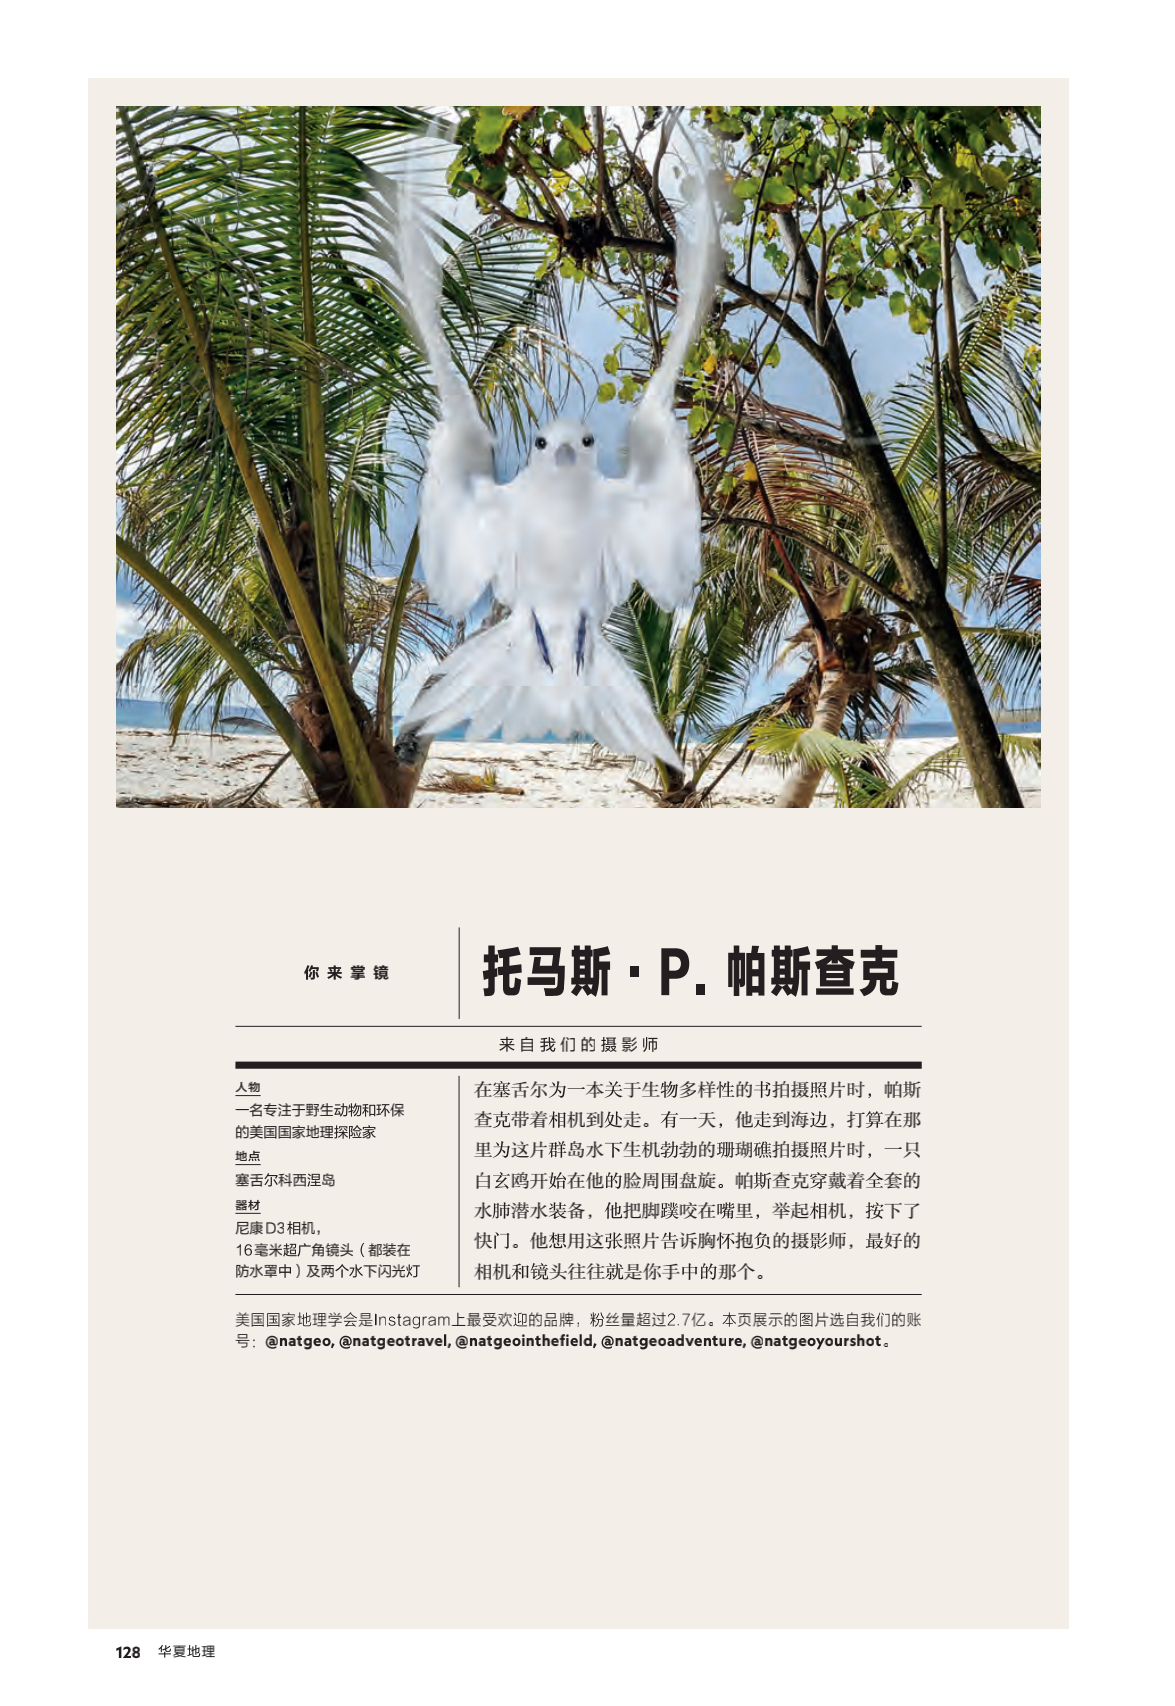 你来掌镜
托马斯·P. 帕斯查克
来自我们的摄影师
人物
一名专注于野生动物和环保
的美国国家地理探险家
地点
塞舌尔科西涅岛
器材
尼康D3相机，
16毫米超广角镜头（都装在
防水罩中）及两个水下闪光灯
在塞舌尔为一本关于生物多样性的书拍摄照片时，帕斯
查克带着相机到处走。有一天，他走到海边，打算在那
里为这片群岛水下生机勃勃的珊瑚礁拍摄照片时，一只
白玄鸥开始在他的脸周围盘旋。帕斯查克穿戴着全套的
水肺潜水装备，他把脚蹼咬在嘴里，举起相机，按下了
快门。他想用这张照片告诉胸怀抱负的摄影师，最好的
相机和镜头往往就是你手中的那个。
美国国家地理学会是Instagram上最受欢迎的品牌，粉丝量超过2.7亿。本页展示的图片选自我们的账
号：@natgeo, @natgeotravel, @natgeointhefield, @natgeoadventure, @natgeoyourshot。
128 华夏地理